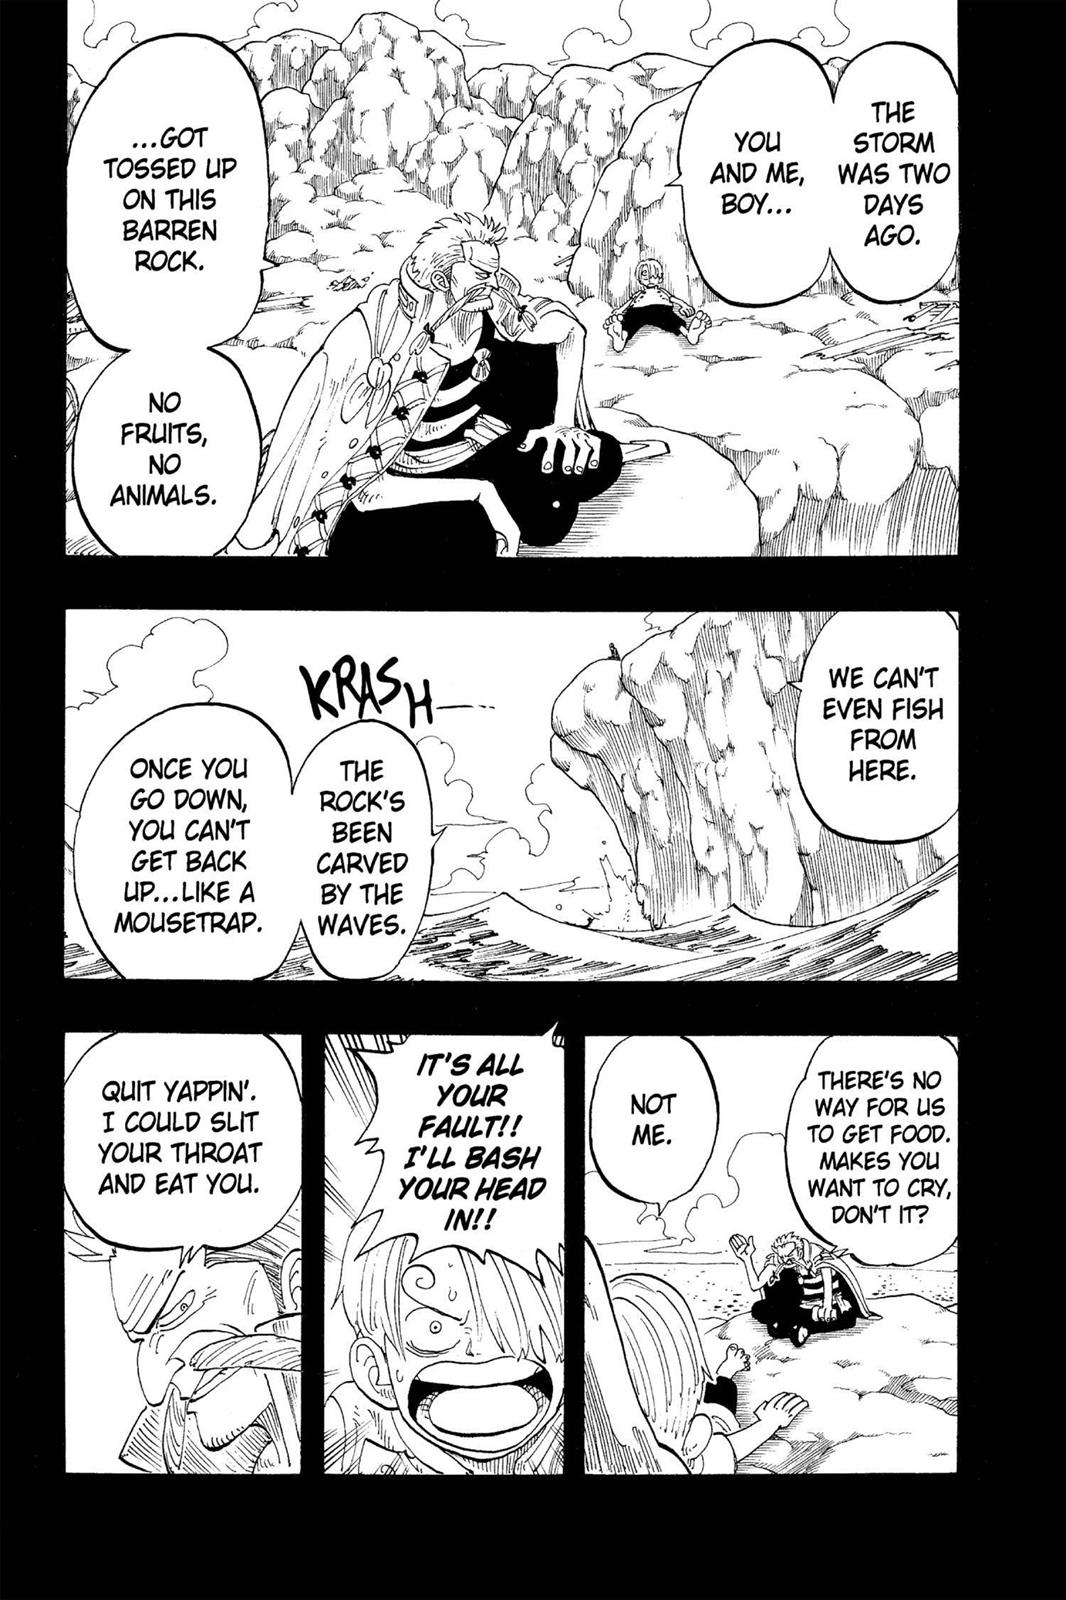 THE
STORM
WAS TWO
DAYS
AGO.
YOU
AND ME,
BOY...
...GOT
TOSSED UP
ON THIS
BARREN
ROCK.
NO
FRUITS,
NO
ANIMALS.
WE CAN'T
EVEN FISH
FROM
HERE.
KRASH
THE
ROCK'S
BEEN
CARVED
BY THE
WAVES.
ONCE YOU
GO DOWN,
YOU CAN'T
GET BACK
UP...LIKE A
MOUSETRAP.
THERE'S NO
WAY FOR US
TO GET FOOD.
MAKES YOU
WANT TO CRY,
DON'T IT?
NOT
ME.
IT'S ALL
YOUR
FAULT!!
I'LL BASH
YOUR HEAD
IN!!
QUIT YAPPIN'.
I COULD SLIT
YOUR THROAT
AND EAT YOU.